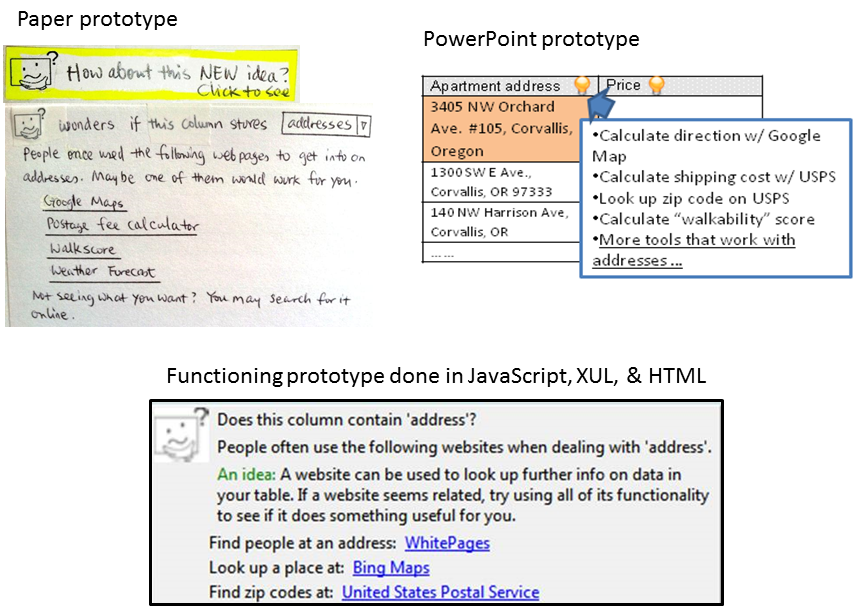 Paper prototype
How about this NEW idea?
Click to see
wonders if this column stores addresses
People once used the following webpages to get info on
addresses. Maybe one of them would work for you.
Google Maps
Postage fee calculator
Walkscore
Weather Forecast
Not seeing what you want? You may search for it
online.
PowerPoint prototype
Apartment address Price
3405 NW Orchard
Ave. #105, Corvallis,
Oregon
1300 SW E Ave.,
Corvallis, OR 97333
140 NW Harrison Ave,
Corvallis, OR
... ...
•Calculate direction w/ Google
Map
•Calculate shipping cost w/ USPS
•Look up zip code on USPS
•Calculate “walkability” score
•More tools that work with
addresses ...
Functioning prototype done in JavaScript, XUL, & HTML
Does this column contain 'address'?
People often use the following websites when dealing with 'address'.
An idea: A website can be used to look up further info on data in
your table. If a website seems related, try using all of its functionality
to see if it does something useful for you.
Find people at an address: WhitePages
Look up a place at: Bing Maps
Find zip codes at: United States Postal Service